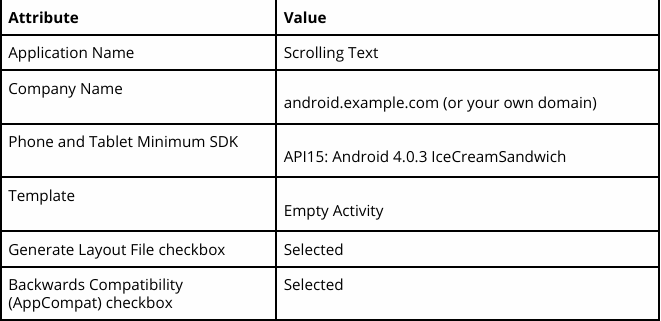 Attribute Value
Application Name Scrolling Text
Company Name android.example.com (or your own domain)
Phone and Tablet Minimum SDK API15: Android 4.0.3 IceCreamSandwich
Template Empty Activity
Generate Layout File checkbox Selected
Backwards Compatibility Selected
(AppCompat) checkbox